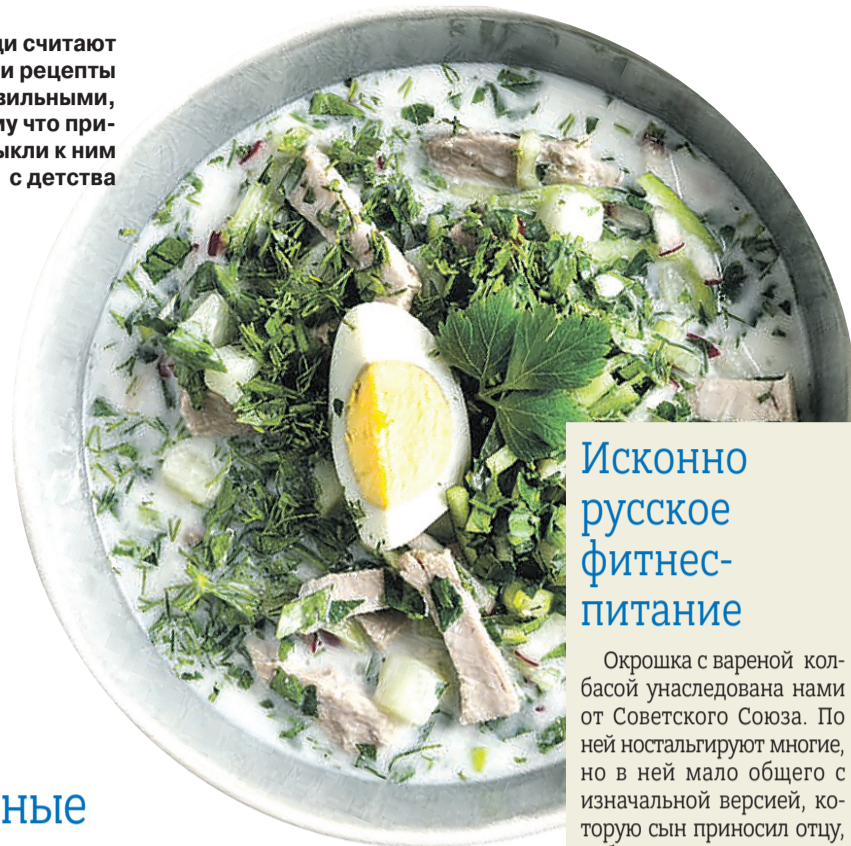 ди считают
и рецепты
вильными,
му что при-
ыкли к ним
с детства
Исконно
русское
фитнес-
питание
Окрошка с вареной кол-
басой унаследована нами
от Советского Союза. По
ней ностальгируют многие,
но в ней мало общего с
изначальной версией, ко-
торую сын приносил отцу,
ные